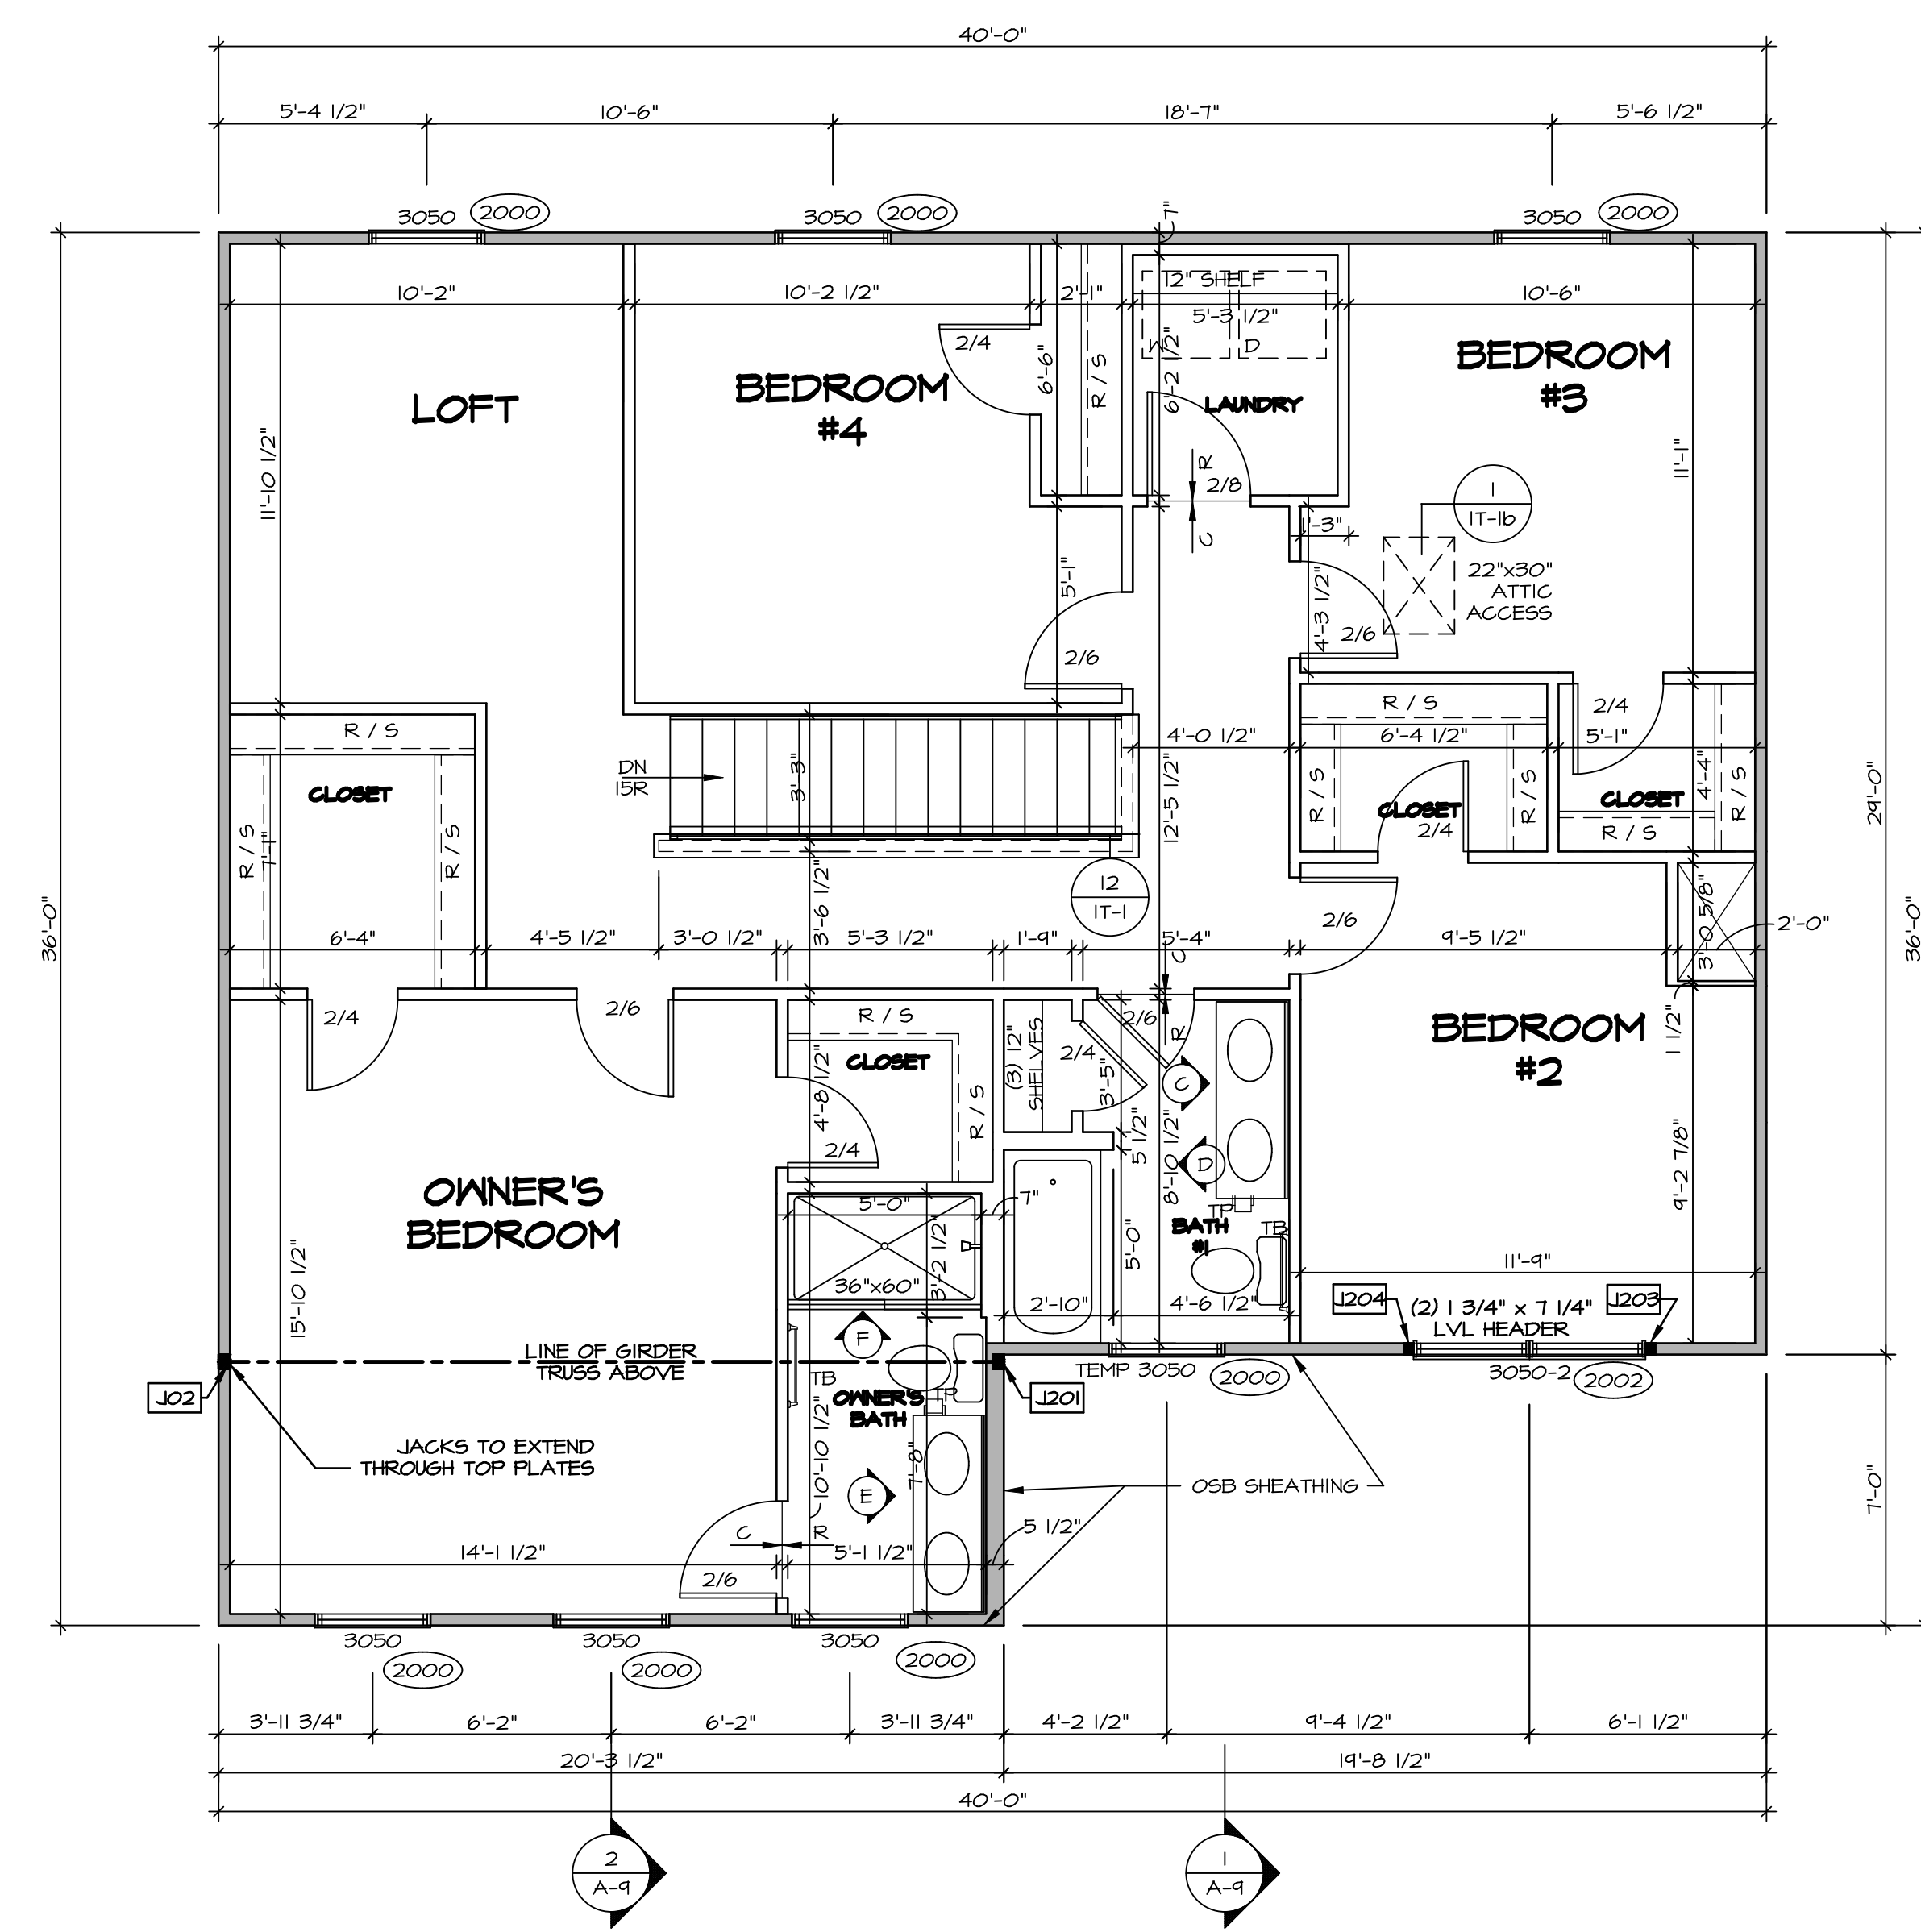 40'-0"
5'-4 1/2" 10'-6" 18'-7" 5'-6 1/2"
3050 2000 3050 2000 3050 2000
7"
12" SHELF
10'-2" 10'-2 1/2" 2'-1" 5'-3 1/2" 10'-6"
W D
2/4
6'-6"
R / S
6'-2 1/2"
LOFT
BEDROOM
#4
LAUNDRY
BEDROOM
#3
11'-10 1/2"
11'-1"
R
2/8
C
1'-3"
1
1T-1b
22"x30"
ATTIC
ACCESS
5'-1"
4'-3 1/2"
2/6
2/6
R / S
R / S
2/4
4'-0 1/2" 6'-4 1/2" 5'-1"
DN
15R
3'-3"
12'-5 1/2"
CLOSET
R / S
7'-1"
R / S
R / S
R / S
CLOSET
2/4
4'-4"
CLOSET
R / S
R / S
29'-0"
36'-0"
36'-0"
12
1T-1
2/6
3'-6 1/2"
3'-0 5/8"
2'-0"
6'-4" 4'-5 1/2" 3'-0 1/2" 5'-3 1/2" 1'-9" 5'-4" 9'-5 1/2"
C
2/4
2/6
R / S
CLOSET
R / S
4'-8 1/2"
2/4
(3) 12"
SHELVES
2/4
2/6
R
3'-5"
C
5 1/2"
8'-10 1/2"
D
1 1/2"
BEDROOM
#2
9'-2 7/8"
OWNER'S
BEDROOM
15'-10 1/2"
5'-0"
7"
3'-2 1/2"
36"x60"
5'-0"
TP
TB
BATH
#1
2'-10" 4'-6 1/2"
11'-9"
J204
(2) 1 3/4" x 7 1/4"
LVL HEADER
J203
LINE OF GIRDER
TRUSS ABOVE
F
TB
TP
OWNER'S
BATH
10'-10 1/2"
7'-8"
E
J02
J201
TEMP 3050 2000
3050-2 2002
JACKS TO EXTEND
THROUGH TOP PLATES
OSB SHEATHING
7'-0"
C R
5 1/2"
14'-1 1/2" 5'-1 1/2"
2/6
3050 3050 3050
2000 2000 2000
3'-11 3/4" 6'-2" 6'-2" 3'-11 3/4" 4'-2 1/2" 9'-4 1/2" 6'-1 1/2"
20'-3 1/2" 19'-8 1/2"
40'-0"
2
A-9
1
A-9